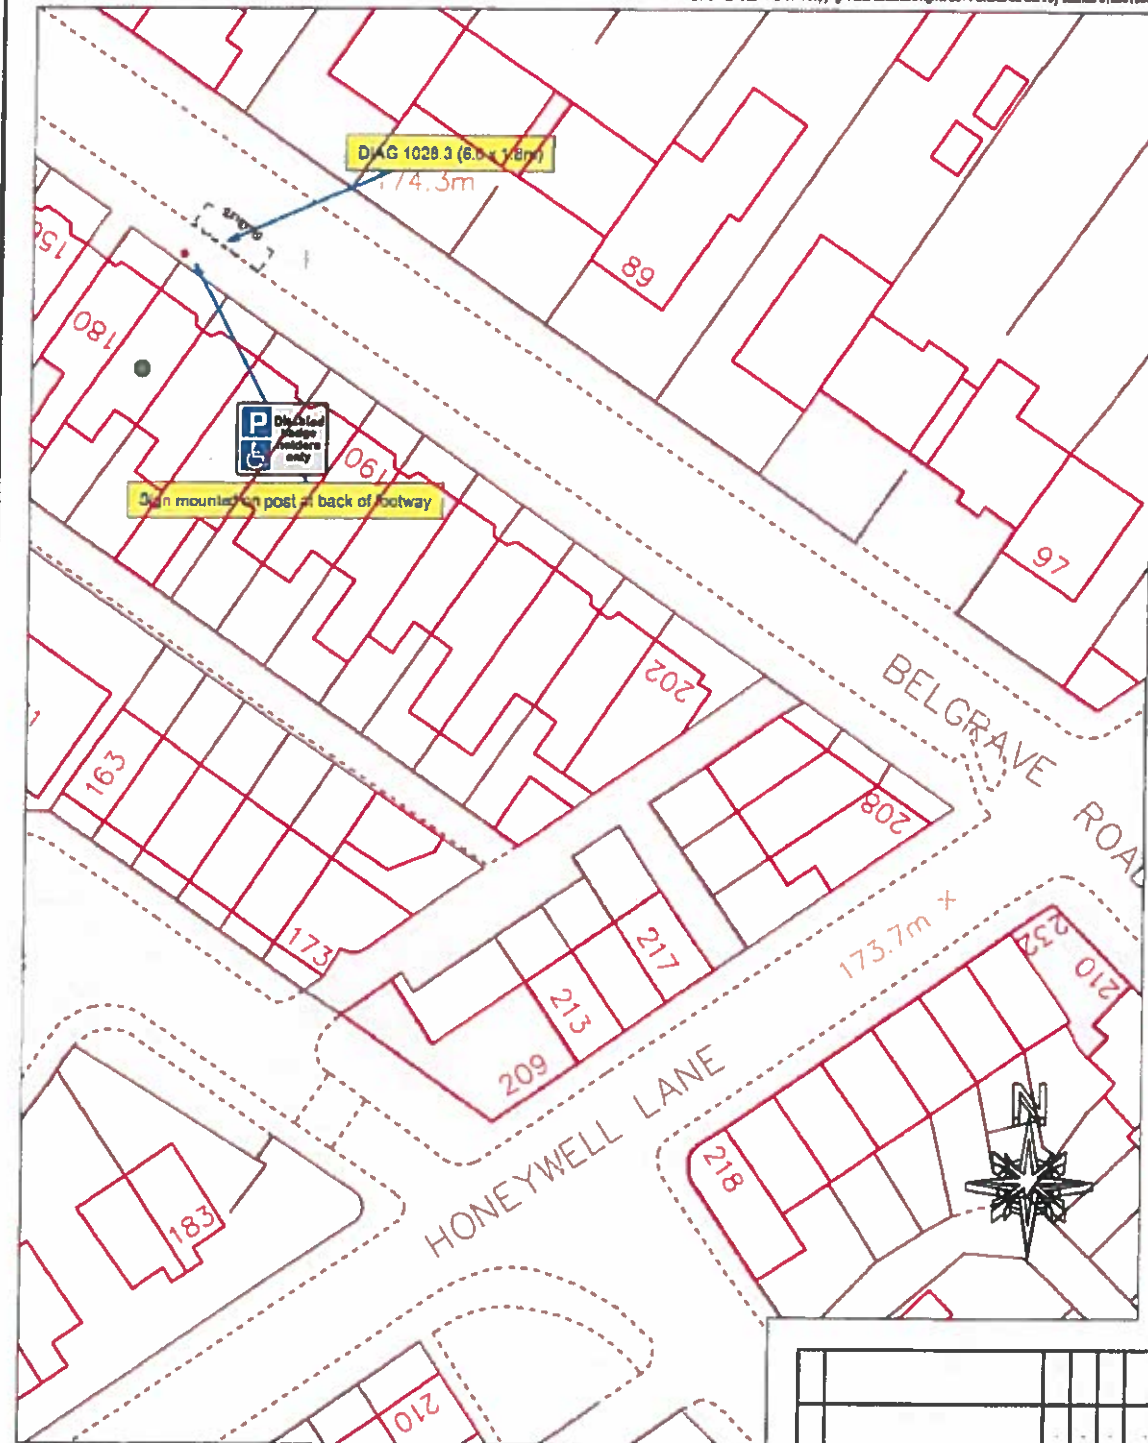 DIAG 1028.3 (6.6 x 1.8m)
174.3m
89
156
180
P Disabled
badge
holders
only
190
Sign mounted on post at back of footway
97
202
BELGRAVE ROAD
163
208
173
217
213
209
173.7m
232
210
HONEYWELL LANE
218
N
183
210